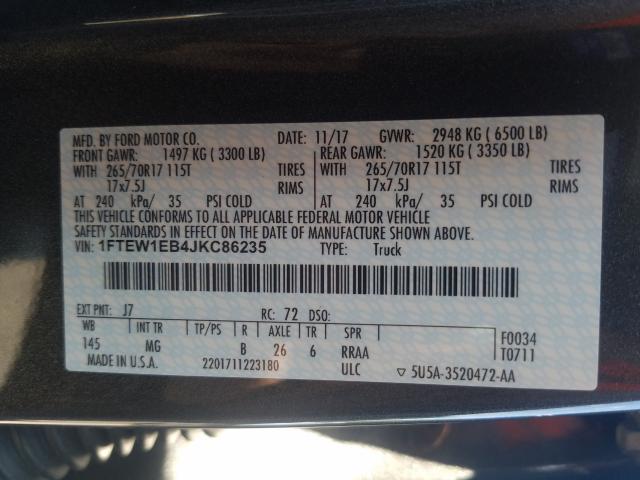 MFD. BY FORD MOTOR CO. DATE: 11/17 GVWR: 2948 KG ( 6500 LB)
FRONT GAWR: 1497 KG ( 3300 LB) REAR GAWR: 1520 KG ( 3350 LB)
WITH 265/70R17 115T TIRES WITH 265/70R17 115T TIRES
17x7.5J RIMS 17x7.5J RIMS
AT 240 kPa/ 35 PSI COLD AT 240 kPa/ 35 PSI COLD
THIS VEHICLE CONFORMS TO ALL APPLICABLE FEDERAL MOTOR VEHICLE
SAFETY STANDARDS IN EFFECT ON THE DATE OF MANUFACTURE SHOWN ABOVE.
VIN: 1FTEW1EB4JKC86235 TYPE: Truck
EXT PNT: J7 RC: 72 DSO:
WB INT TR TP/PS R AXLE TR SPR F0034
145 MG B 26 6 RRAA T0711
MADE IN U.S.A. 2201711223180 ULC ▽ 5U5A-3520472-AA